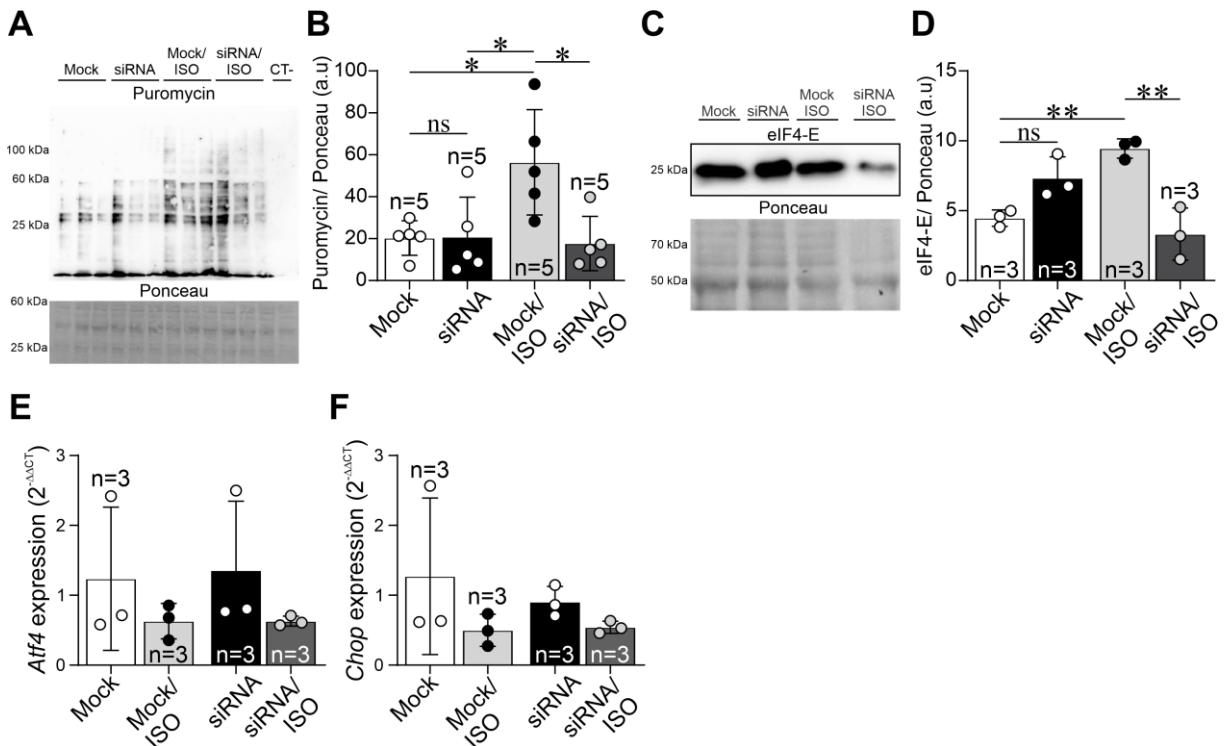 A
Mock siRNA Mock/ ISO siRNA/ ISO CT-
Puromycin
100 kDa
60 kDa
25 kDa
Ponceau
60 kDa
25 kDa
B
Puromycin/ Ponceau (a.u)
100
80
60
40
20
0
*
*
*
ns
n=5
n=5
n=5
n=5
Mock
siRNA
Mock/
ISO
siRNA/
ISO
C
Mock siRNA Mock ISO siRNA ISO
eIF4-E
25 kDa
Ponceau
70 kDa
50 kDa
D
eIF4-E/ Ponceau (a.u)
15
10
5
0
**
**
ns
n=3
n=3
n=3
n=3
Mock
siRNA
Mock/
ISO
siRNA/
ISO
E
Atf4 expression (2-ΔΔCT)
3
2
1
0
n=3
n=3
n=3
n=3
Mock
Mock/
ISO
siRNA
siRNA/
ISO
F
Chop expression (2-ΔΔCT)
3
2
1
0
n=3
n=3
n=3
n=3
Mock
Mock/
ISO
siRNA
siRNA/
ISO